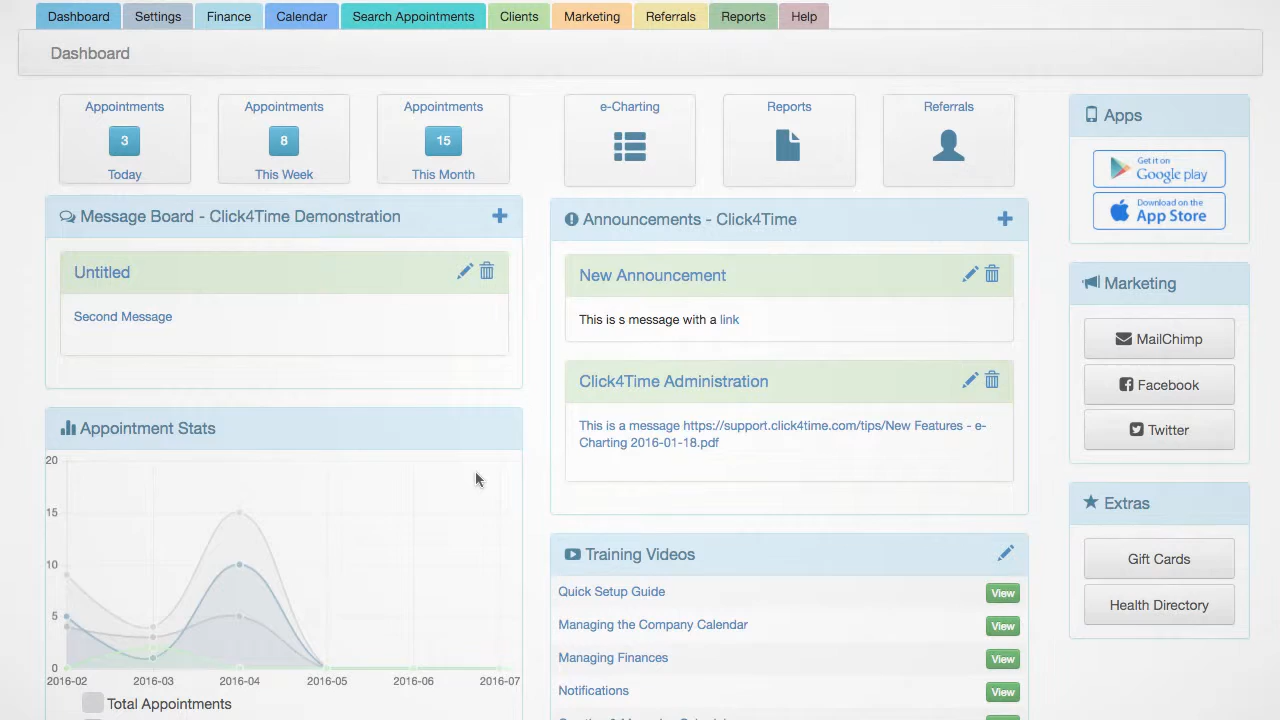 Dashboard
Settings
Finance
Calendar
Search Appointments
Clients
Marketing
Referrals
Reports
Help
Dashboard
Appointments
3
Today
Appointments
8
This Week
Appointments
15
This Month
e-Charting
Reports
Referrals
Message Board - Click4Time Demonstration
Untitled
Second Message
Appointment Stats
20
15
10
5
0
2016-02
2016-03
2016-04
2016-05
2016-06
2016-07
Total Appointments
Announcements - Click4Time
New Announcement
This is s message with a link
Click4Time Administration
This is a message https://support.click4time.com/tips/New Features - e-
Charting 2016-01-18.pdf
Training Videos
Quick Setup Guide
View
Managing the Company Calendar
View
Managing Finances
View
Notifications
View
Apps
Get it on
Google play
Download on the
App Store
Marketing
MailChimp
Facebook
Twitter
Extras
Gift Cards
Health Directory